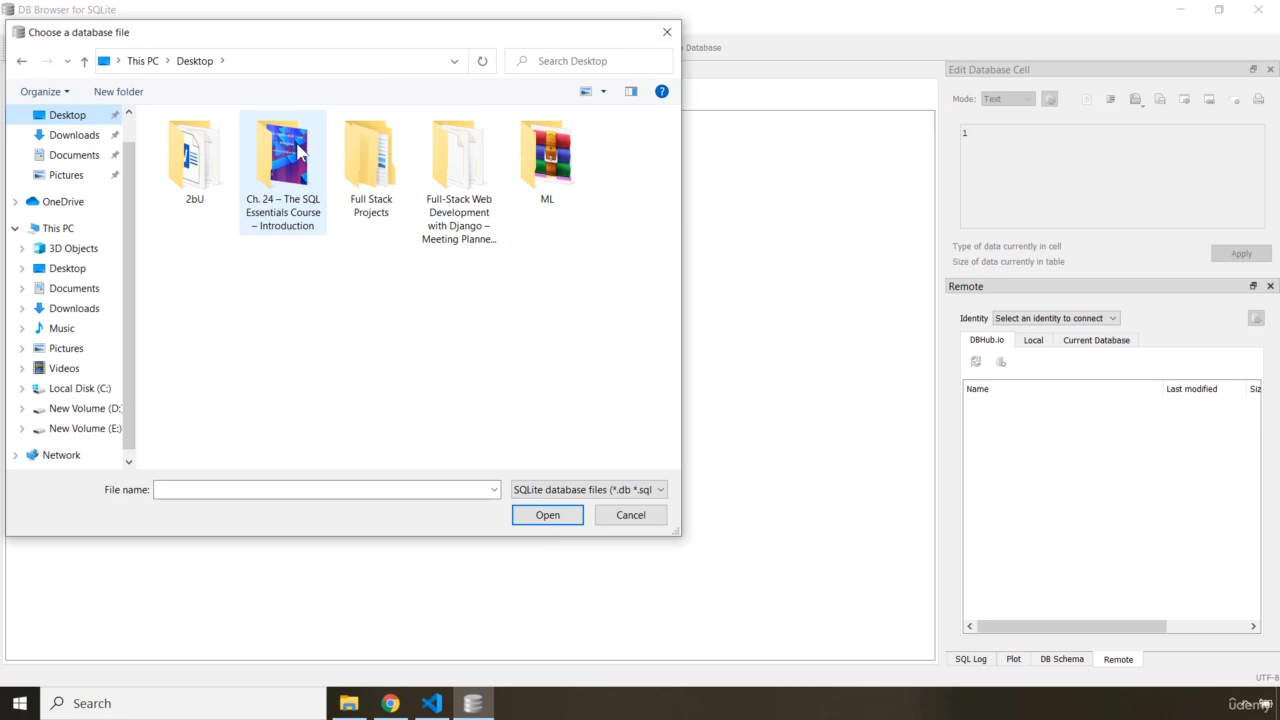 DB Browser for SQLite
Choose a database file
This PC
Desktop
Search Desktop
e Database
Organize
New folder
Desktop
Downloads
Documents
Pictures
OneDrive
This PC
3D Objects
Desktop
Documents
Downloads
Music
Pictures
Videos
Local Disk (C:)
New Volume (D:
New Volume (E:)
Network
2bU
Ch. 24 – The SQL
Essentials Course
– Introduction
Full Stack
Projects
Full-Stack Web
Development
with Django –
Meeting Planne...
ML
File name:
SQLite database files (*.db *.sql
Open
Cancel
Edit Database Cell
Mode: Text
1
Type of data currently in cell
Size of data currently in table
Apply
Remote
Identity Select an identity to connect
DBHub.io Local Current Database
Name Last modified Siz
SQL Log Plot DB Schema Remote
UTF-8
Search
udemy